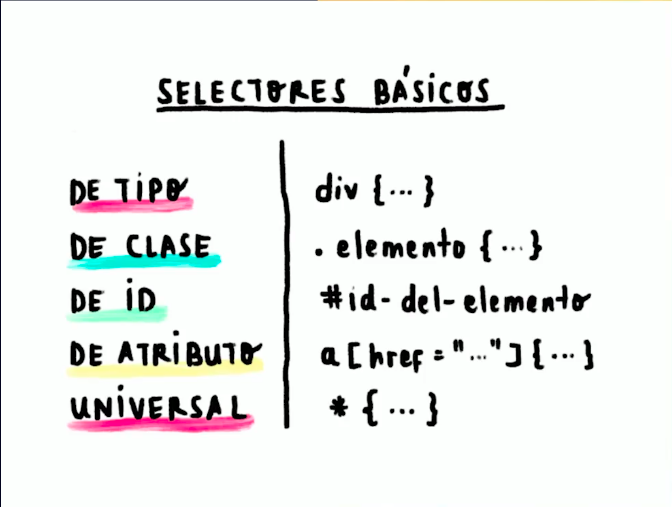 SELECTORES BÁSICOS
DE TIPO div {...}
DE CLASE .elemento {...}
DE ID #id-del-elemento
DE ATRIBUTO a[href="..."]{...}
UNIVERSAL * {...}